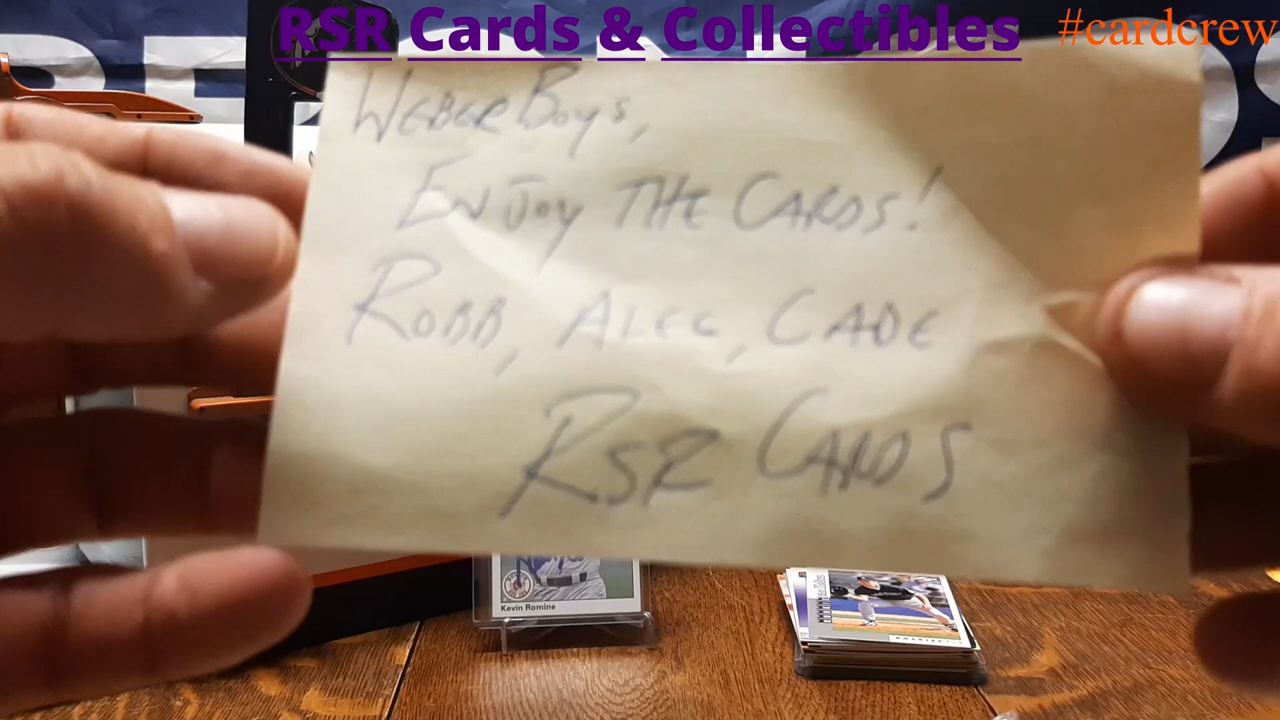 RSR Cards & Collectibles
#cardcrew
WEBER BOYS,
ENJOY THE CARDS!
ROBB, ALEC, CADE
RSR CARDS
Kevin Romine